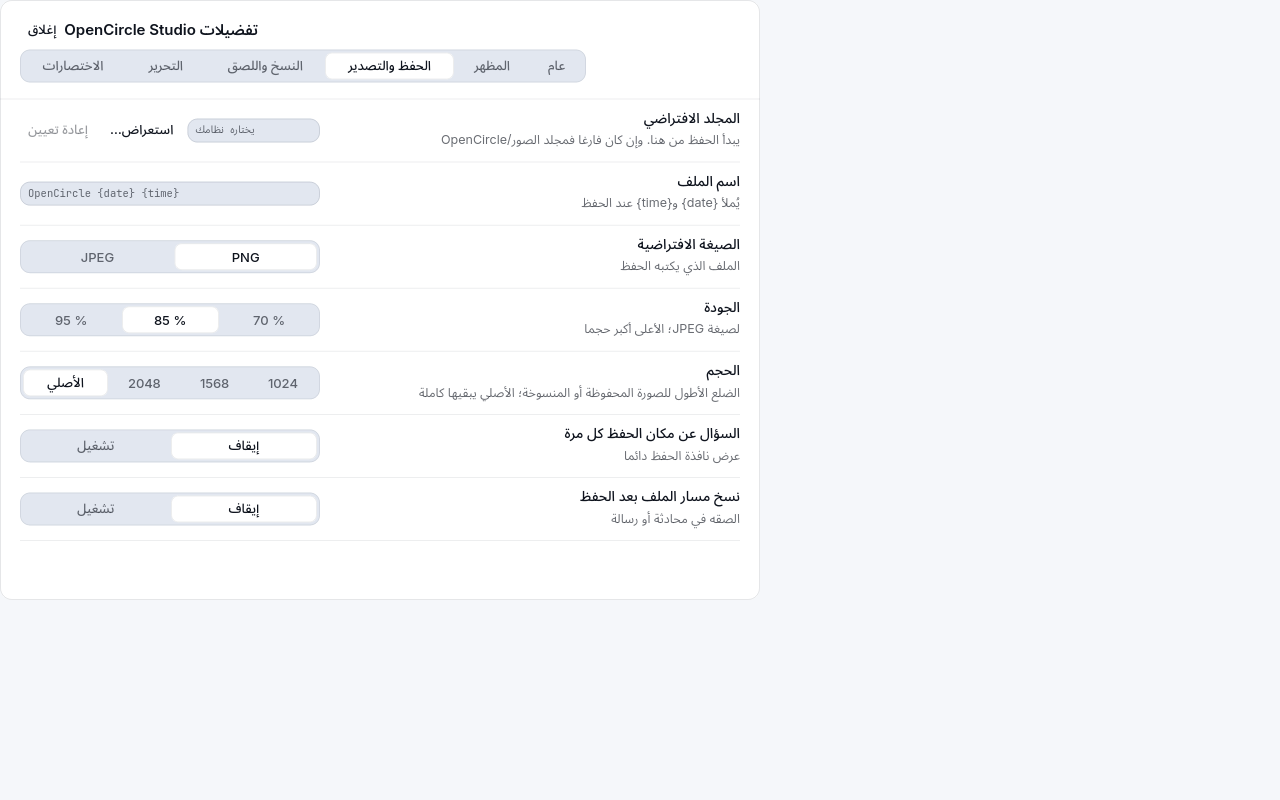 تفضيلات OpenCircle Studio إغلاق
عام المظهر الحفظ والتصدير النسخ واللصق التحرير الاختصارات
المجلد الافتراضي
يبدأ الحفظ من هنا. وإن كان فارغا فمجلد الصور/OpenCircle
يختاره نظامك استعراض... إعادة تعيين
اسم الملف
يُملأ {date} و{time} عند الحفظ
OpenCircle {date} {time}
الصيغة الافتراضية
الملف الذي يكتبه الحفظ
PNG JPEG
الجودة
لصيغة JPEG؛ الأعلى أكبر حجما
70 % 85 % 95 %
الحجم
الضلع الأطول للصورة المحفوظة أو المنسوخة؛ الأصلي يبقيها كاملة
1024 1568 2048 الأصلي
السؤال عن مكان الحفظ كل مرة
عرض نافذة الحفظ دائما
إيقاف تشغيل
نسخ مسار الملف بعد الحفظ
الصقه في محادثة أو رسالة
إيقاف تشغيل